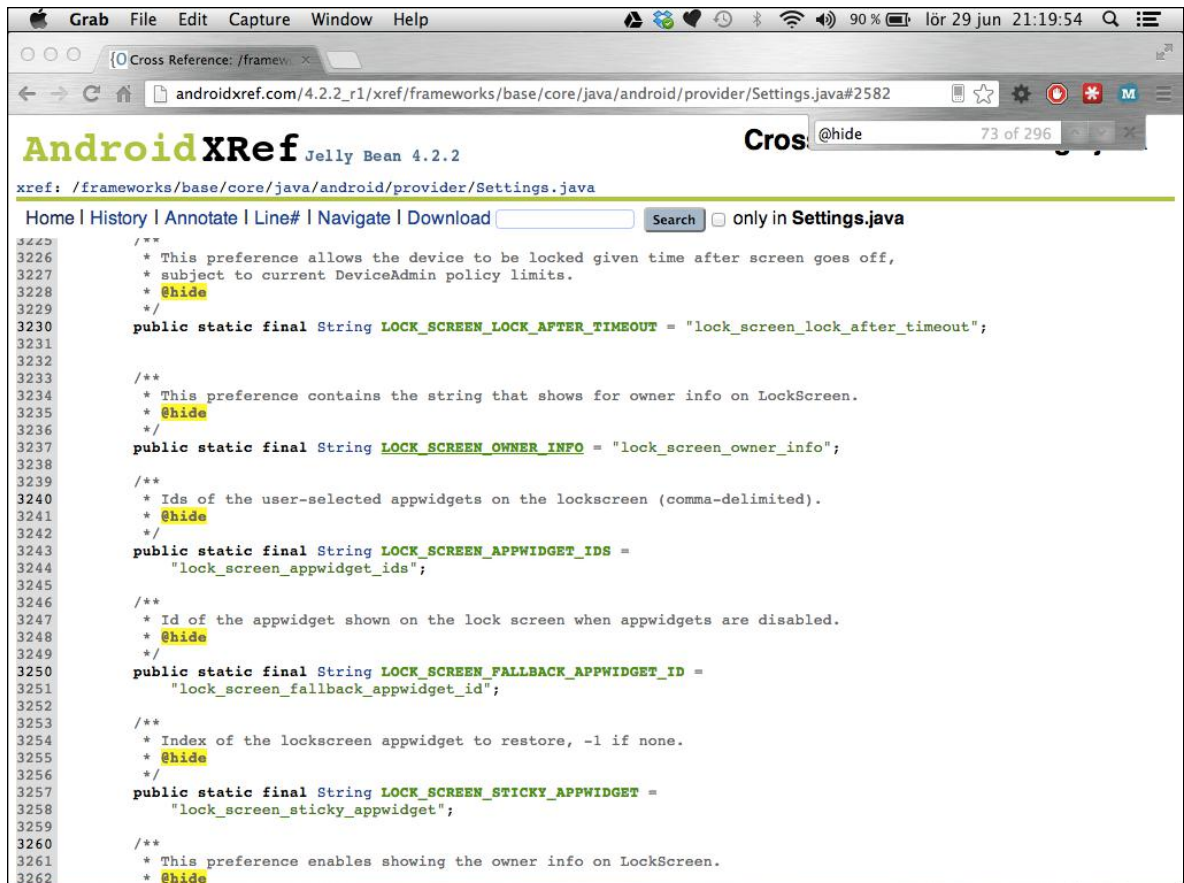 Grab File Edit Capture Window Help 90 % lör 29 jun 21:19:54
{O Cross Reference: /framew
androidxref.com/4.2.2_r1/xref/frameworks/base/core/java/android/provider/Settings.java#2582
@hide 73 of 296
AndroidXRef Jelly Bean 4.2.2 Cros
xref: /frameworks/base/core/java/android/provider/Settings.java
Home | History | Annotate | Line# | Navigate | Download Search only in Settings.java
3225 /**
3226 * This preference allows the device to be locked given time after screen goes off,
3227 * subject to current DeviceAdmin policy limits.
3228 * @hide
3229 */
3230 public static final String LOCK_SCREEN_LOCK_AFTER_TIMEOUT = "lock_screen_lock_after_timeout";
3231
3232
3233 /**
3234 * This preference contains the string that shows for owner info on LockScreen.
3235 * @hide
3236 */
3237 public static final String LOCK_SCREEN_OWNER_INFO = "lock_screen_owner_info";
3238
3239 /**
3240 * Ids of the user-selected appwidgets on the lockscreen (comma-delimited).
3241 * @hide
3242 */
3243 public static final String LOCK_SCREEN_APPWIDGET_IDS =
3244 "lock_screen_appwidget_ids";
3245
3246 /**
3247 * Id of the appwidget shown on the lock screen when appwidgets are disabled.
3248 * @hide
3249 */
3250 public static final String LOCK_SCREEN_FALLBACK_APPWIDGET_ID =
3251 "lock_screen_fallback_appwidget_id";
3252
3253 /**
3254 * Index of the lockscreen appwidget to restore, -1 if none.
3255 * @hide
3256 */
3257 public static final String LOCK_SCREEN_STICKY_APPWIDGET =
3258 "lock_screen_sticky_appwidget";
3259
3260 /**
3261 * This preference enables showing the owner info on LockScreen.
3262 * @hide